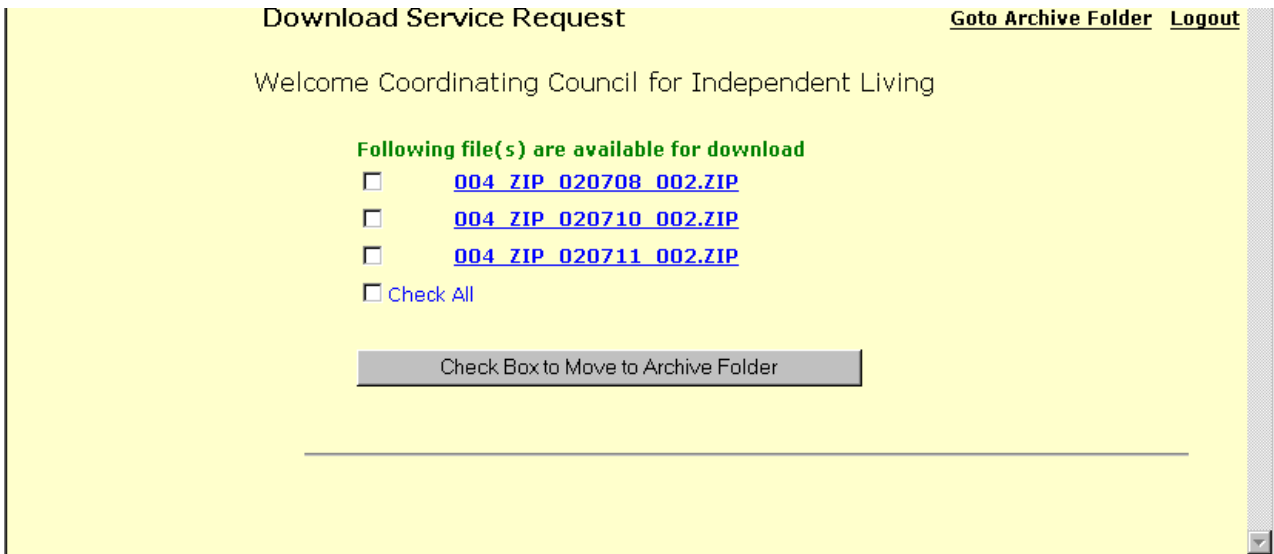 Download Service Request Goto Archive Folder Logout
Welcome Coordinating Council for Independent Living
Following file(s) are available for download
004_ZIP_020708_002.ZIP
004_ZIP_020710_002.ZIP
004_ZIP_020711_002.ZIP
Check All
Check Box to Move to Archive Folder